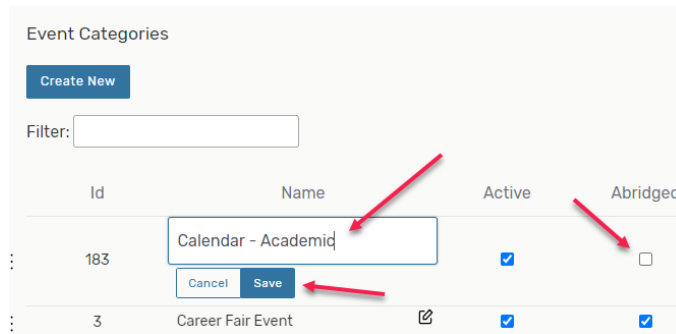 Event Categories
Create New
Filter:
Id Name Active Abridged
Calendar - Academic
183
Cancel Save
3 Career Fair Event